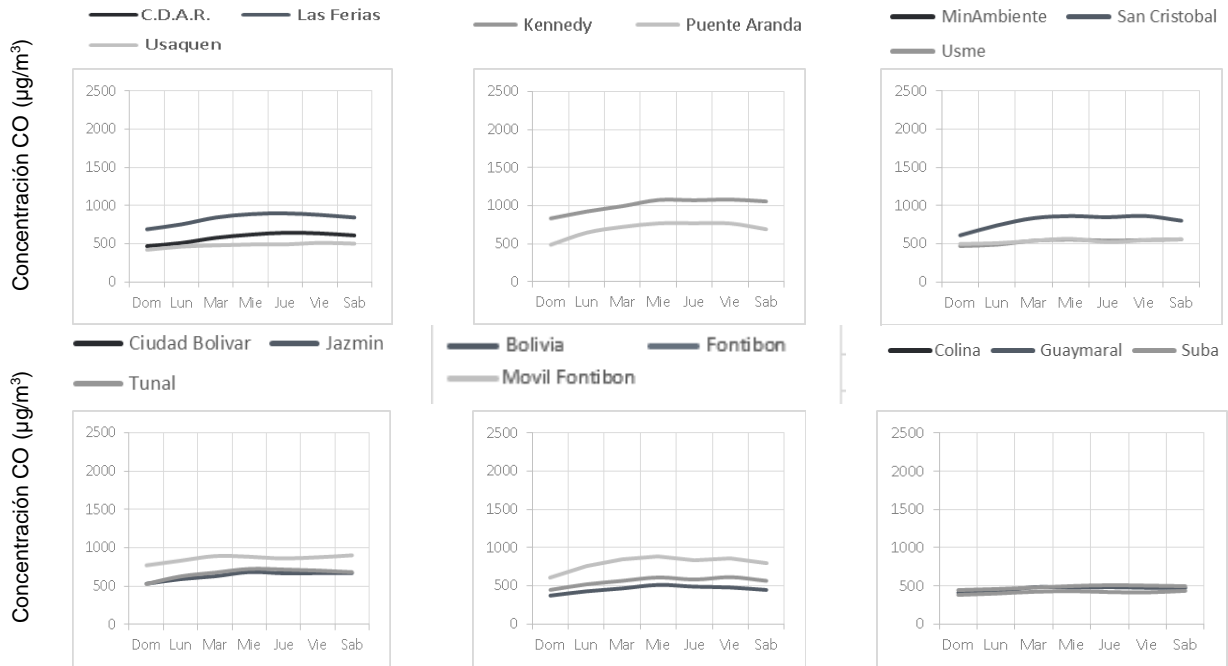 C.D.A.R. Las Ferias
Usaquen
Concentración CO (µg/m³)
2500
2000
1500
1000
500
0
Dom Lun Mar Mie Jue Vie Sab
Kennedy Puente Aranda
2500
2000
1500
1000
500
0
Dom Lun Mar Mie Jue Vie Sab
MinAmbiente San Cristobal
Usme
2500
2000
1500
1000
500
0
Dom Lun Mar Mie Jue Vie Sab
Ciudad Bolivar Jazmin
Tunal
Concentración CO (µg/m³)
2500
2000
1500
1000
500
0
Dom Lun Mar Mie Jue Vie Sab
Bolivia Fontibon
Movil Fontibon
2500
2000
1500
1000
500
0
Dom Lun Mar Mie Jue Vie Sab
Colina Guaymaral Suba
2500
2000
1500
1000
500
0
Dom Lun Mar Mie Jue Vie Sab